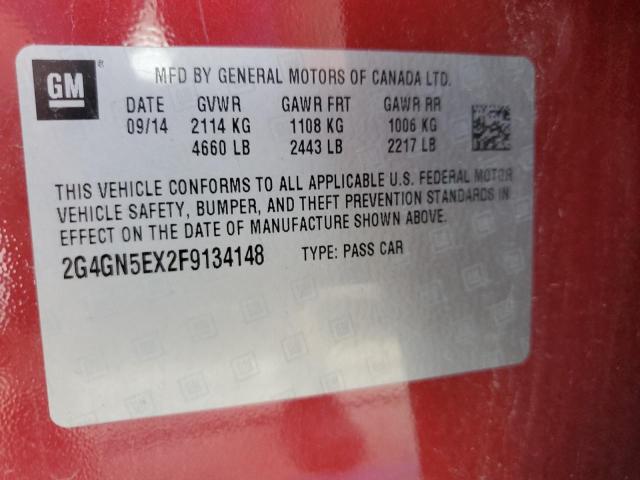 GM
®
MFD BY GENERAL MOTORS OF CANADA LTD.
DATE GVWR GAWR FRT GAWR RR
09/14 2114 KG 1108 KG 1006 KG
4660 LB 2443 LB 2217 LB
THIS VEHICLE CONFORMS TO ALL APPLICABLE U.S. FEDERAL MOTOR
VEHICLE SAFETY, BUMPER, AND THEFT PREVENTION STANDARDS IN
EFFECT ON THE DATE OF MANUFACTURE SHOWN ABOVE.
2G4GN5EX2F9134148 TYPE: PASS CAR